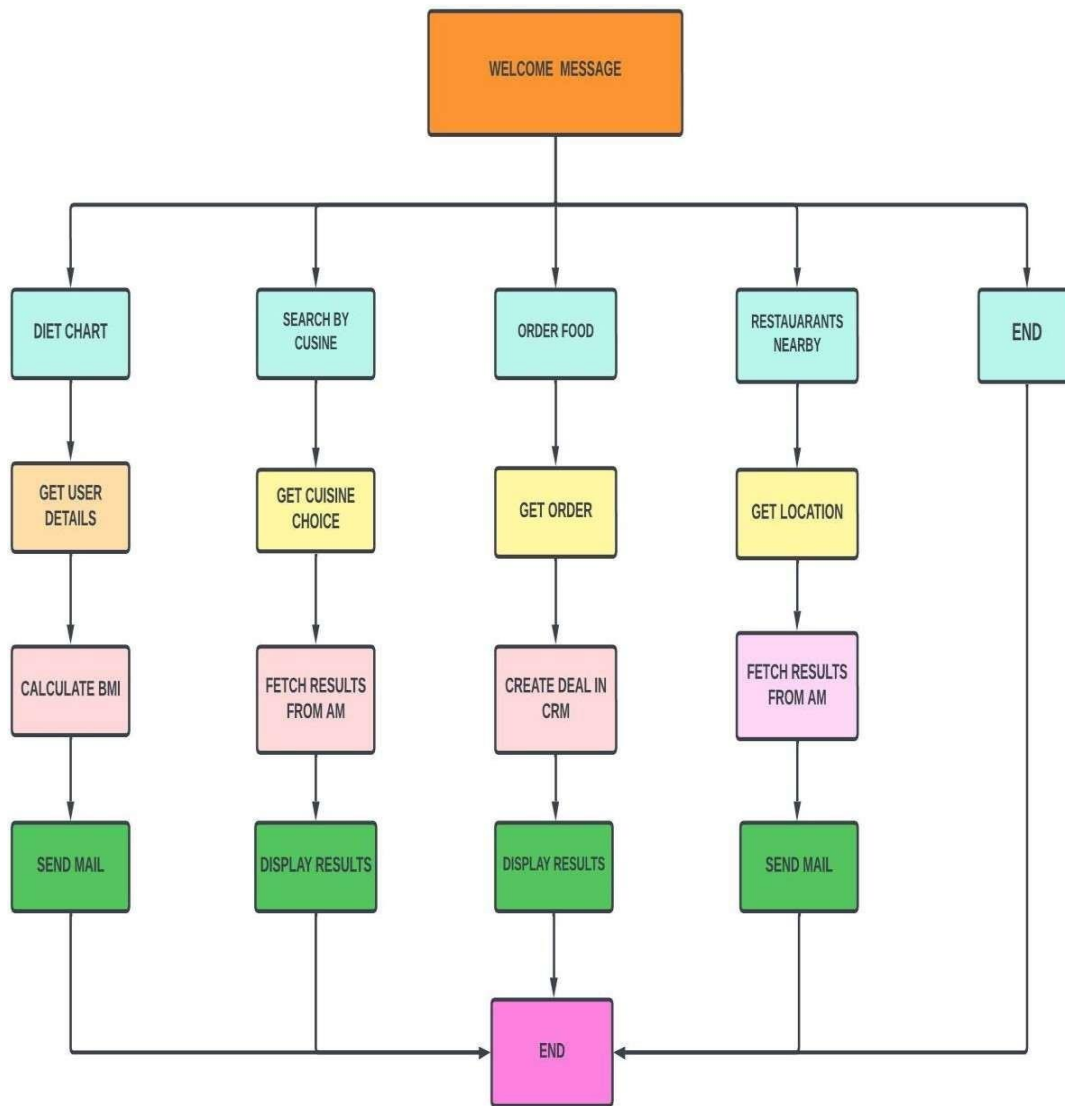 WELCOME MESSAGE
DIET CHART
SEARCH BY
CUSINE
ORDER FOOD
RESTAUARANTS
NEARBY
END
GET USER
DETAILS
GET CUISINE
CHOICE
GET ORDER
GET LOCATION
CALCULATE BMI
FETCH RESULTS
FROM AM
CREATE DEAL IN
CRM
FETCH RESULTS
FROM AM
SEND MAIL
DISPLAY RESULTS
DISPLAY RESULTS
SEND MAIL
END